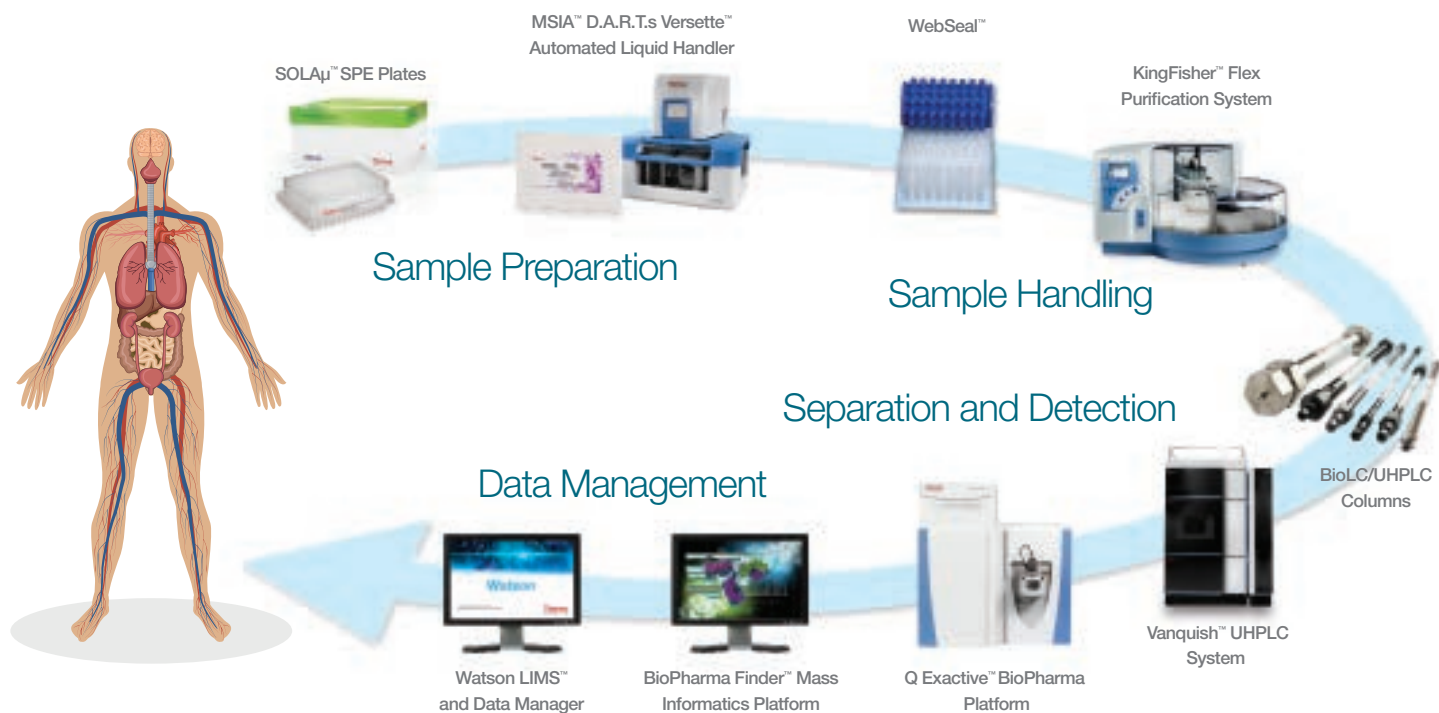 MSIA™ D.A.R.T.s Versette™
Automated Liquid Handler
WebSeal™
SOLAμ™ SPE Plates
KingFisher™ Flex
Purification System
Sample Preparation
Sample Handling
Separation and Detection
BioLC/UHPLC
Columns
Data Management
Watson
Vanquish™ UHPLC
System
Watson LIMS™
and Data Manager
BioPharma Finder™ Mass
Informatics Platform
Q Exactive™ BioPharma
Platform